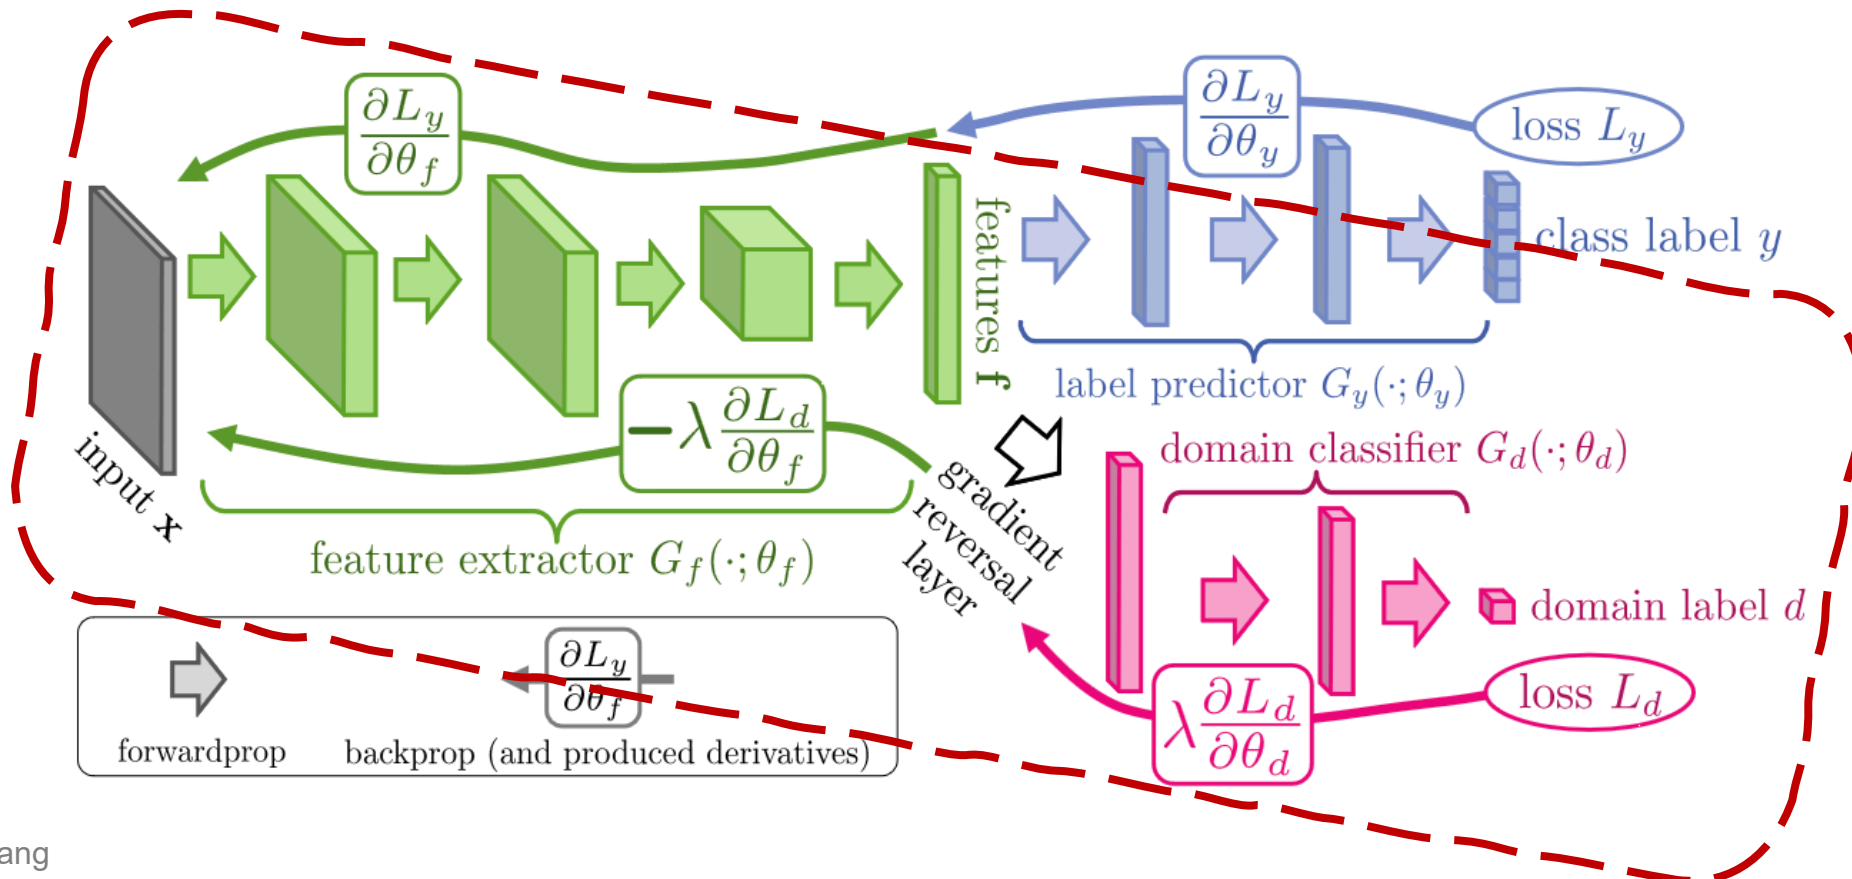 ∂L_y/∂θ_f
∂L_y/∂θ_y
loss L_y
features f
class label y
label predictor G_y(·; θ_y)
−λ ∂L_d/∂θ_f
input x
feature extractor G_f(·; θ_f)
gradient
reversal
layer
domain classifier G_d(·; θ_d)
domain label d
loss L_d
λ ∂L_d/∂θ_d
∂L_y/∂θ_f
forwardprop
backprop (and produced derivatives)
ang